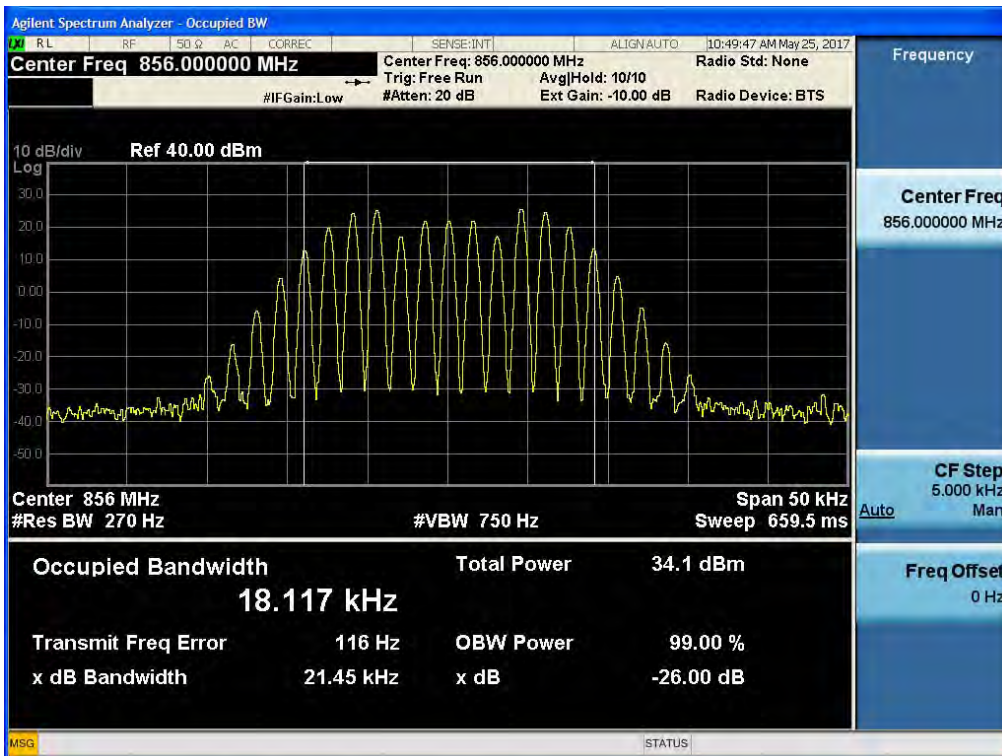 Agilent Spectrum Analyzer - Occupied BW
LXI RL RF 50 Ω AC CORREC SENSE:INT ALIGNAUTO 10:49:47 AM May 25, 2017
Center Freq 856.000000 MHz
Center Freq: 856.000000 MHz Radio Std: None
Trig: Free Run Avg|Hold: 10/10
#IFGain:Low #Atten: 20 dB Ext Gain: -10.00 dB Radio Device: BTS
10 dB/div Ref 40.00 dBm
Log
30.0
20.0
10.0
0.00
-10.0
-20.0
-30.0
-40.0
-50.0
Center 856 MHz Span 50 kHz
#Res BW 270 Hz #VBW 750 Hz Sweep 659.5 ms
Occupied Bandwidth Total Power 34.1 dBm
18.117 kHz
Transmit Freq Error 116 Hz OBW Power 99.00 %
x dB Bandwidth 21.45 kHz x dB -26.00 dB
MSG STATUS
Frequency
Center Freq
856.000000 MHz
CF Step
5.000 kHz
Auto Man
Freq Offset
0 Hz